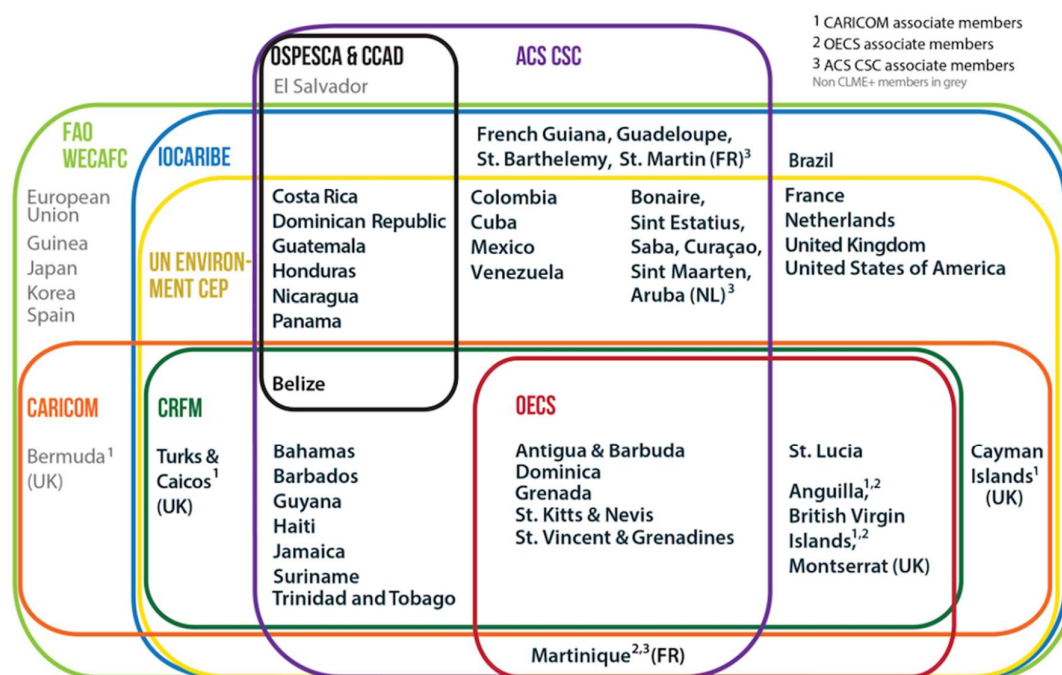 1 CARICOM associate members
2 OECS associate members
3 ACS CSC associate members
Non CLME+ members in grey
OSPESCA & CCAD
El Salvador
ACS CSC
FAO
WECAFC
European
Union
Guinea
Japan
Korea
Spain
IOCARIBE
French Guiana, Guadeloupe,
St. Barthelemy, St. Martin (FR)3
Brazil
UN ENVIRON-
MENT CEP
Costa Rica
Dominican Republic
Guatemala
Honduras
Nicaragua
Panama
Colombia
Cuba
Mexico
Venezuela
Bonaire,
Sint Estatius,
Saba, Curaçao,
Sint Maarten,
Aruba (NL)3
France
Netherlands
United Kingdom
United States of America
Belize
CARICOM
Bermuda1
(UK)
CRFM
Turks &
Caicos1
(UK)
Bahamas
Barbados
Guyana
Haiti
Jamaica
Suriname
Trinidad and Tobago
OECS
Antigua & Barbuda
Dominica
Grenada
St. Kitts & Nevis
St. Vincent & Grenadines
St. Lucia
Anguilla,1,2
British Virgin
Islands,1,2
Montserrat (UK)
Cayman
Islands1
(UK)
Martinique2,3 (FR)